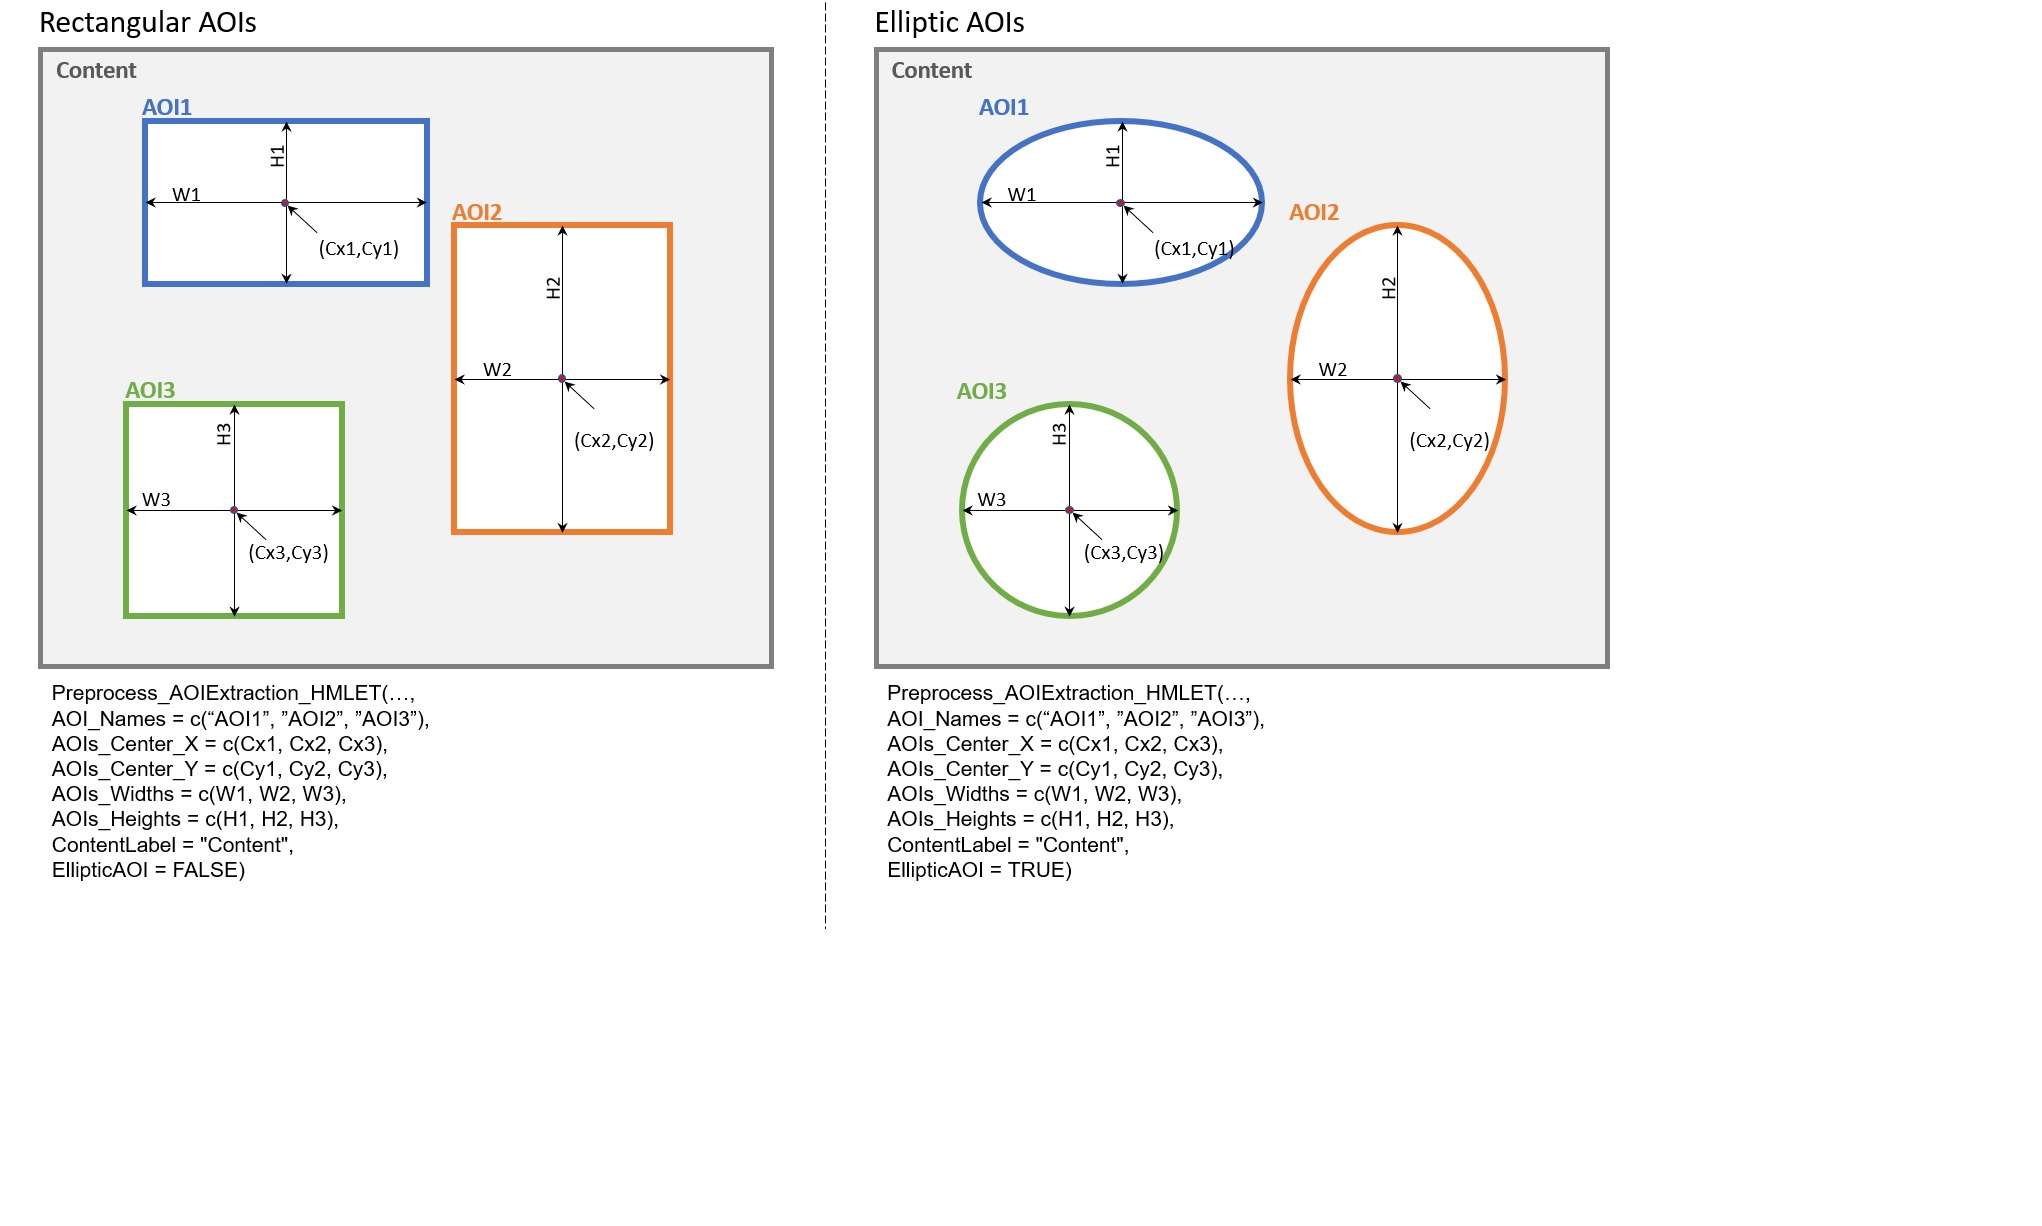 Rectangular AOIs
Content
AOI1
H1
W1
(Cx1,Cy1)
AOI2
H2
W2
(Cx2,Cy2)
AOI3
H3
W3
(Cx3,Cy3)
Preprocess_AOIExtraction_HMLET(…,
AOI_Names = c(“AOI1”, ”AOI2”, ”AOI3”),
AOIs_Center_X = c(Cx1, Cx2, Cx3),
AOIs_Center_Y = c(Cy1, Cy2, Cy3),
AOIs_Widths = c(W1, W2, W3),
AOIs_Heights = c(H1, H2, H3),
ContentLabel = "Content",
EllipticAOI = FALSE)
Elliptic AOIs
Content
AOI1
H1
W1
(Cx1,Cy1)
AOI2
H2
W2
(Cx2,Cy2)
AOI3
H3
W3
(Cx3,Cy3)
Preprocess_AOIExtraction_HMLET(…,
AOI_Names = c(“AOI1”, ”AOI2”, ”AOI3”),
AOIs_Center_X = c(Cx1, Cx2, Cx3),
AOIs_Center_Y = c(Cy1, Cy2, Cy3),
AOIs_Widths = c(W1, W2, W3),
AOIs_Heights = c(H1, H2, H3),
ContentLabel = "Content",
EllipticAOI = TRUE)